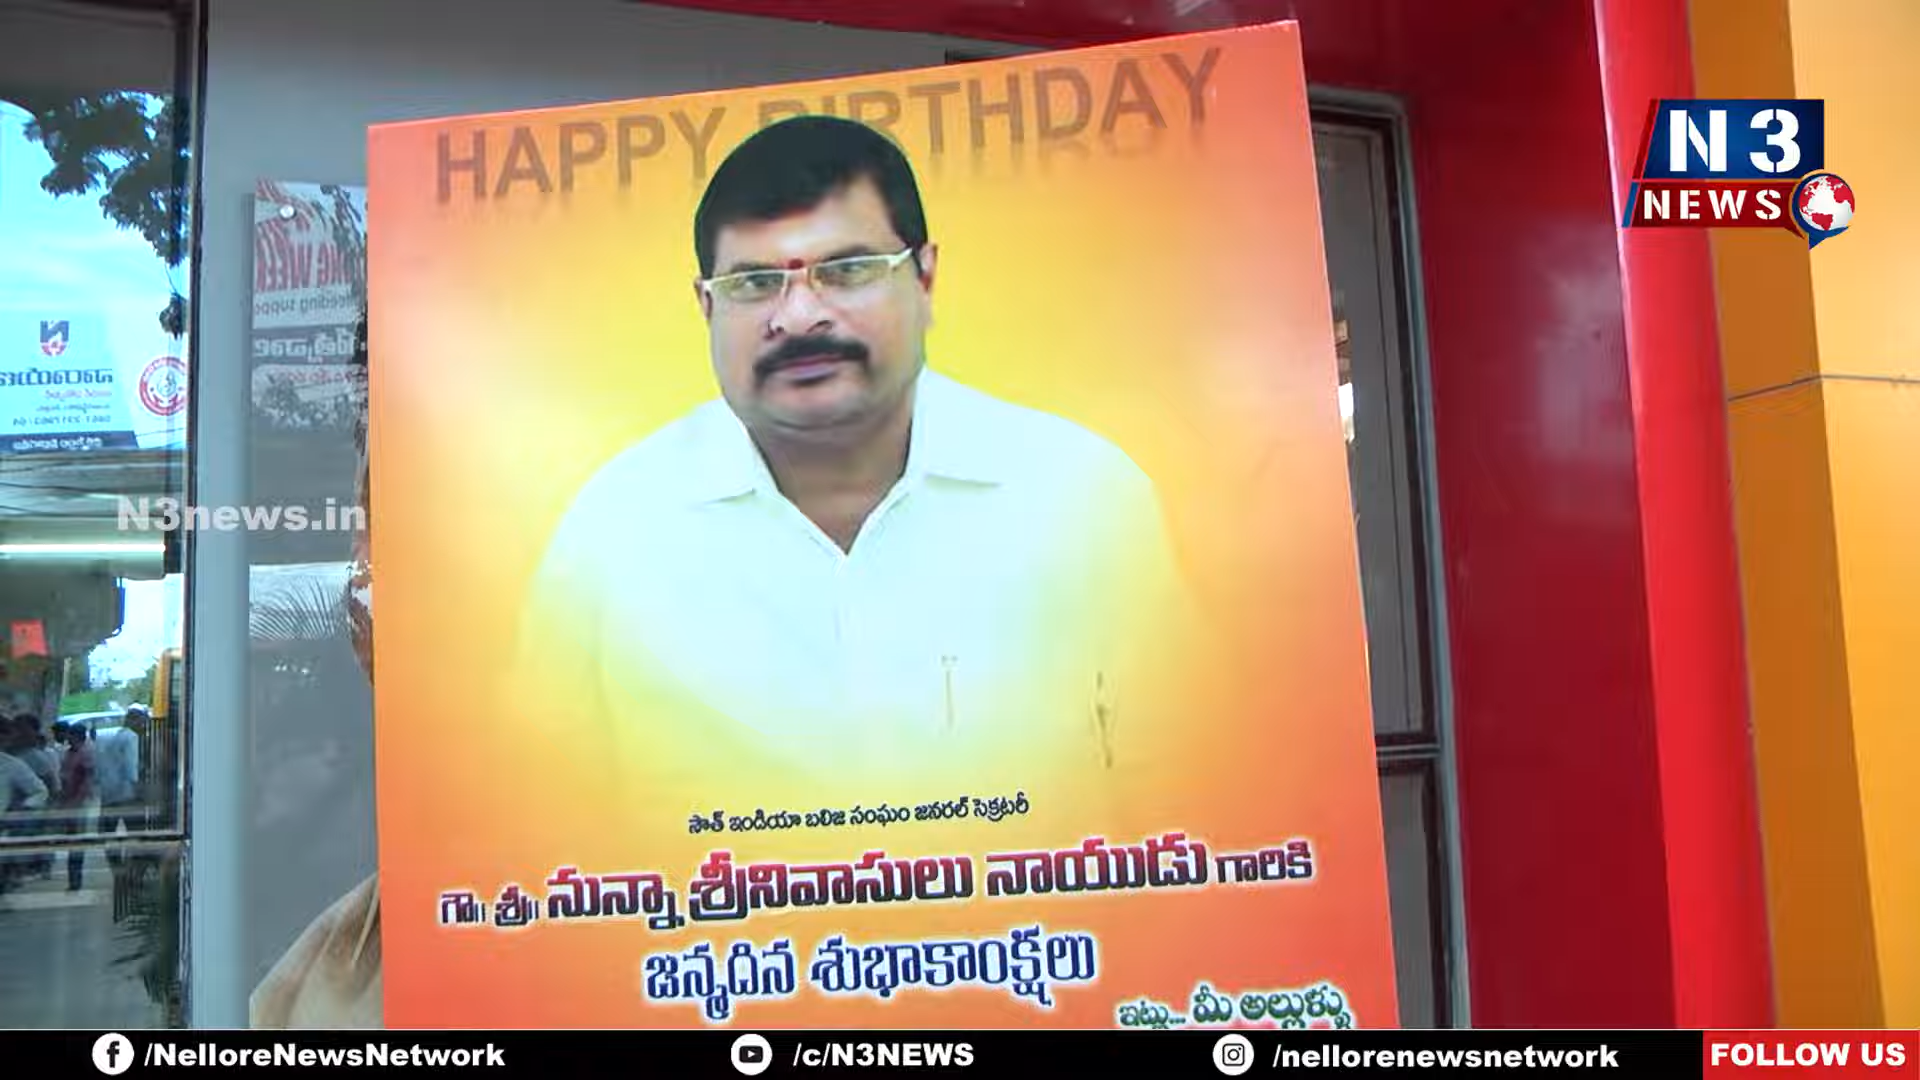 HAPPY BIRTHDAY
N3
NEWS
N3news.in
సౌత్ ఇండియా బలిజ సంఘం జనరల్ సెక్రటరీ
గౌ|| శ్రీ|| నున్నా శ్రీనివాసులు నాయుడు గారికి
జన్మదిన శుభాకాంక్షలు
ఇట్లు... మీ అల్లుళ్ళు
/NelloreNewsNetwork
/c/N3NEWS
/nellorenewsnetwork
FOLLOW US